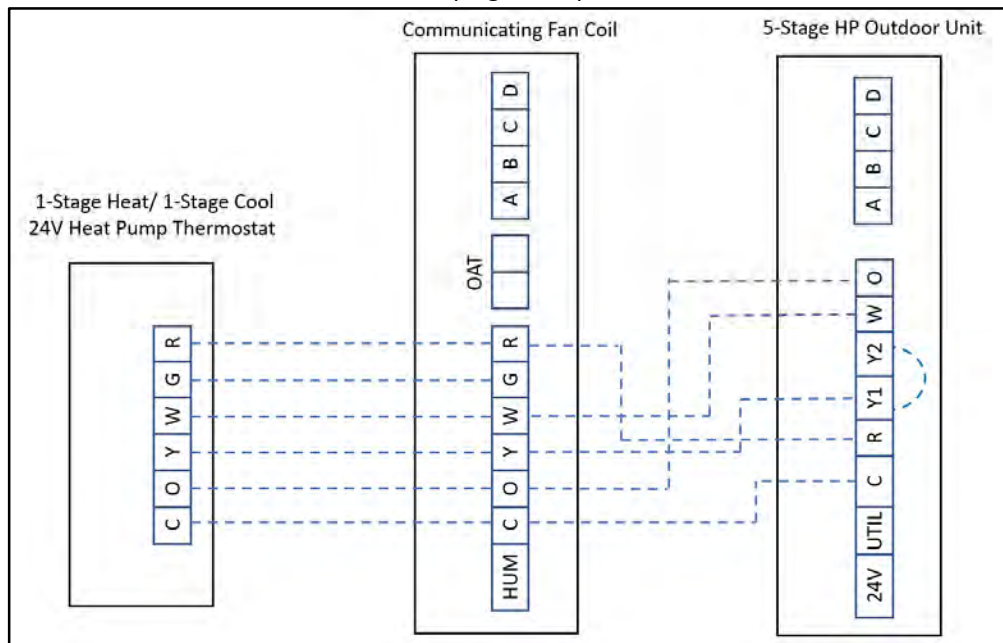 Communicating Fan Coil
5-Stage HP Outdoor Unit
1-Stage Heat/ 1-Stage Cool
24V Heat Pump Thermostat
R
G
W
Y
O
C
D
C
B
A
OAT
R
G
W
Y
O
C
HUM
D
C
B
A
O
W
Y2
Y1
R
C
UTIL
24V